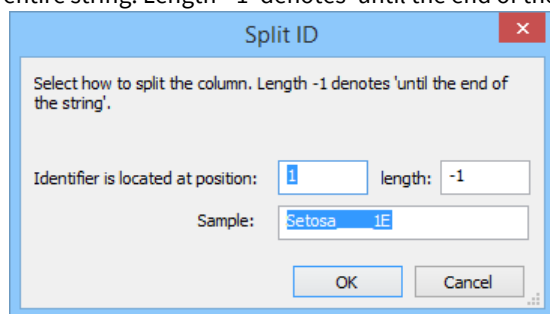 entire string. Length -1 denotes 'until the end of the
Split ID
Select how to split the column. Length -1 denotes 'until the end of
the string'.
Identifier is located at position: 1 length: -1
Sample: Setosa____1E
OK Cancel